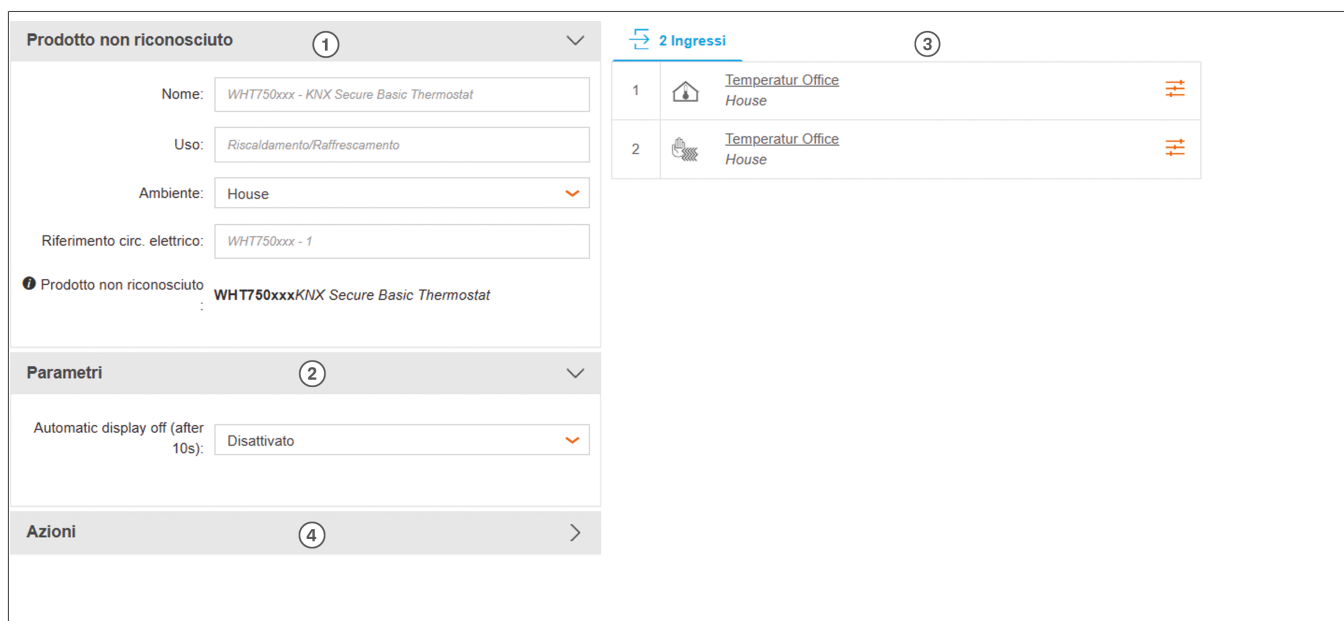 Prodotto non riconosciuto
1
Nome:
WHT750xxx - KNX Secure Basic Thermostat
Uso:
Riscaldamento/Raffrescamento
Ambiente:
House
Riferimento circ. elettrico:
WHT750xxx - 1
Prodotto non riconosciuto
:
WHT750xxxKNX Secure Basic Thermostat
Parametri
2
Automatic display off (after
10s):
Disattivato
Azioni
4
2 Ingressi
3
1
Temperatur Office
House
2
Temperatur Office
House